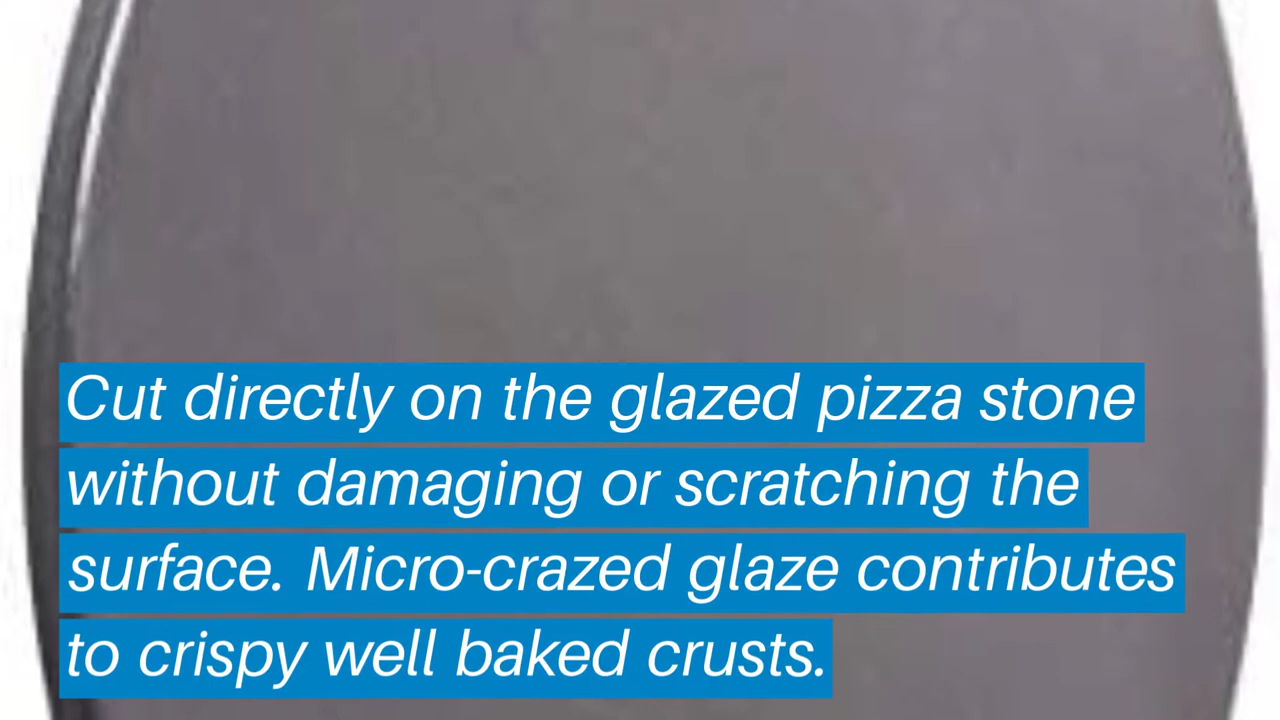 Cut directly on the glazed pizza stone
without damaging or scratching the
surface. Micro-crazed glaze contributes
to crispy well baked crusts.